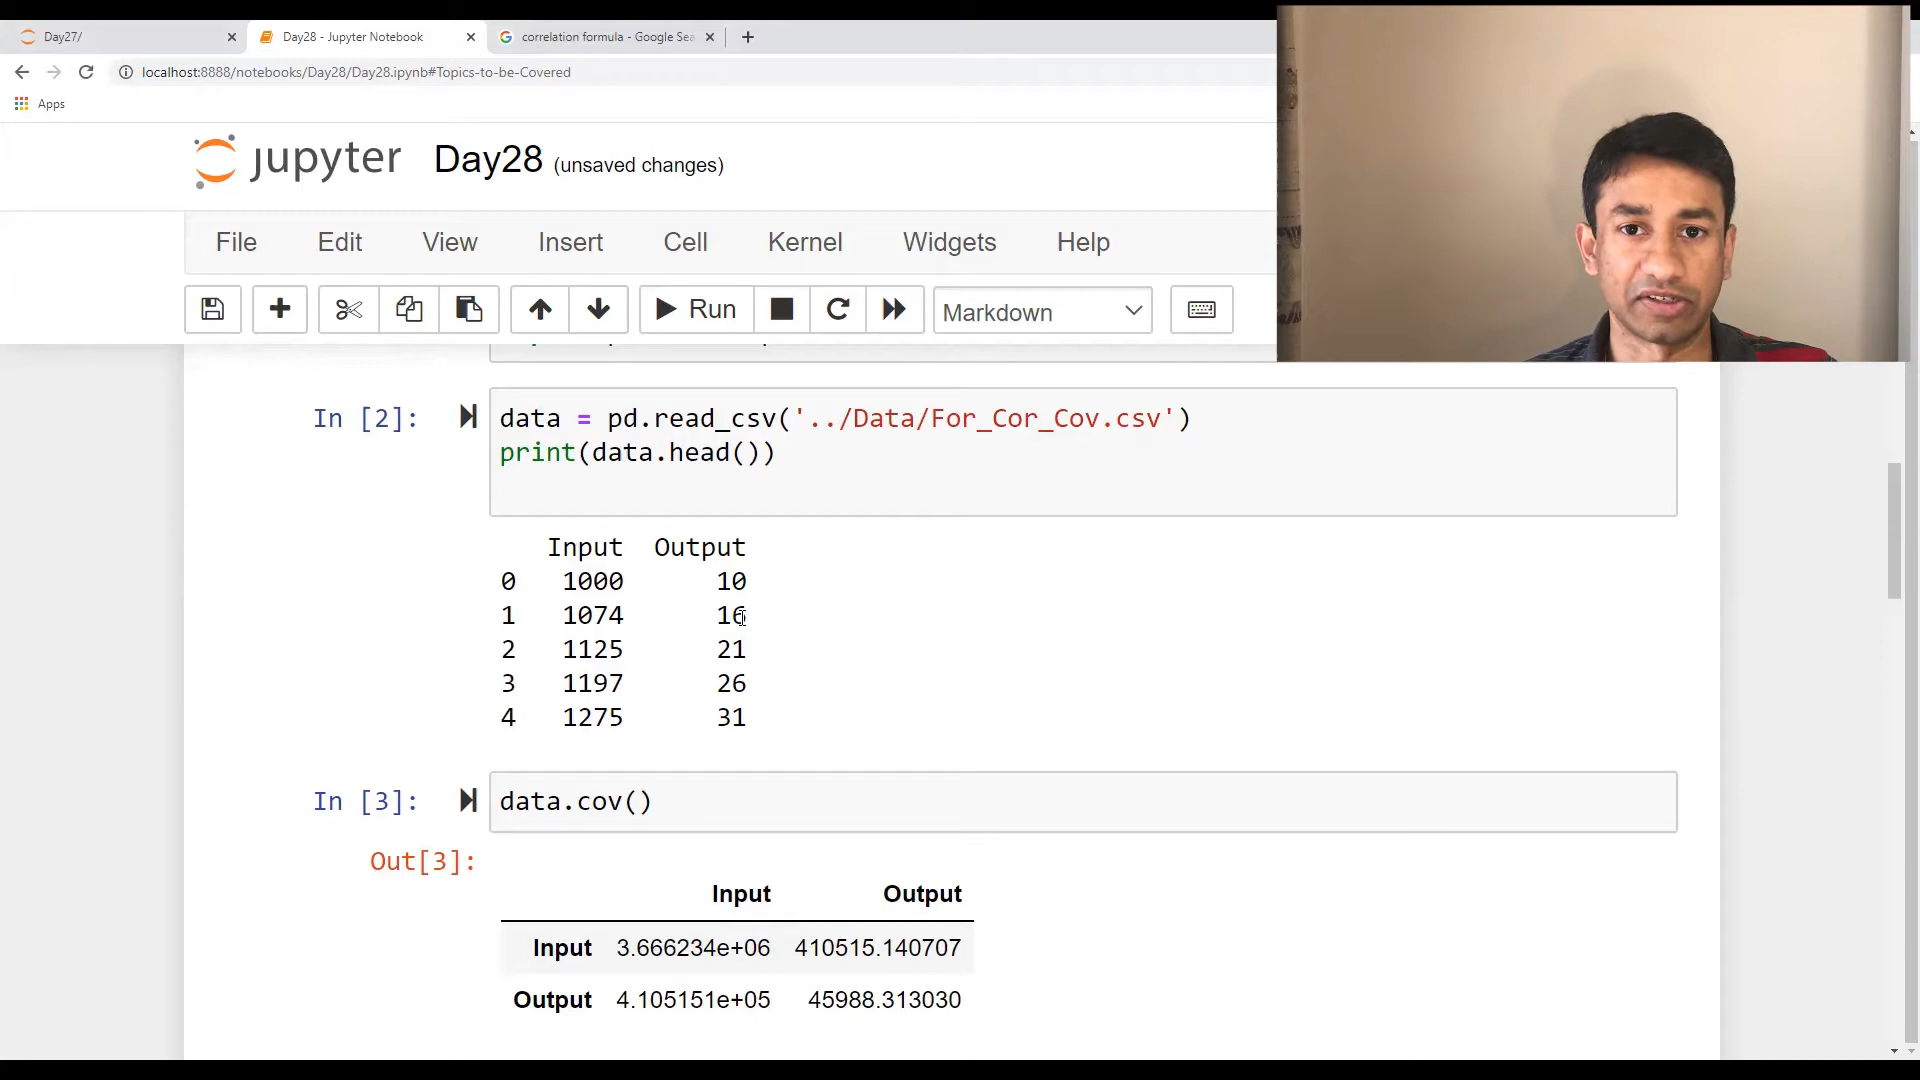 Day27/
Day28 - Jupyter Notebook
correlation formula - Google Sea
localhost:8888/notebooks/Day28/Day28.ipynb#Topics-to-be-Covered
Apps
jupyter Day28 (unsaved changes)
File Edit View Insert Cell Kernel Widgets Help
Run Markdown
In [2]: data = pd.read_csv('../Data/For_Cor_Cov.csv')
print(data.head())
Input Output
0 1000 10
1 1074 16
2 1125 21
3 1197 26
4 1275 31
In [3]: data.cov()
Out[3]:
Input Output
Input 3.666234e+06 410515.140707
Output 4.105151e+05 45988.313030